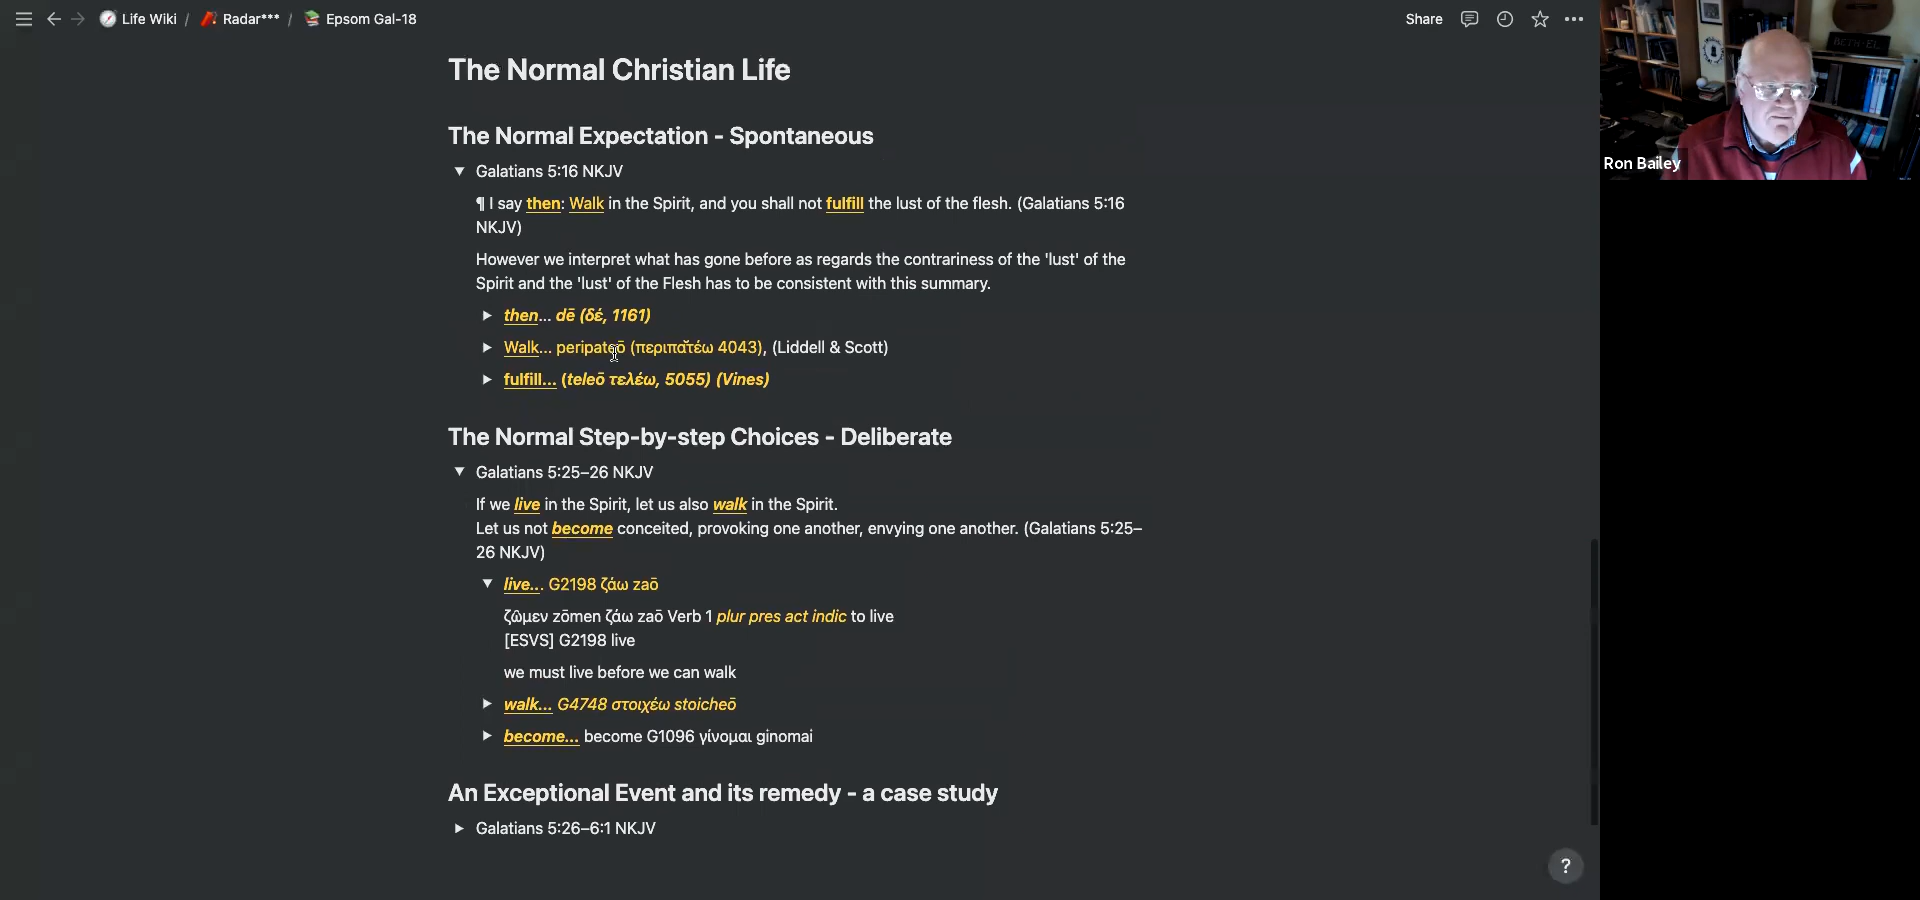 Life Wiki / Radar*** / Epsom Gal-18
Share
The Normal Christian Life
The Normal Expectation - Spontaneous
Galatians 5:16 NKJV
¶ I say then: Walk in the Spirit, and you shall not fulfill the lust of the flesh. (Galatians 5:16
NKJV)
However we interpret what has gone before as regards the contrariness of the 'lust' of the
Spirit and the 'lust' of the Flesh has to be consistent with this summary.
then... dē (δέ, 1161)
Walk... peripateō (περιπᾰτέω 4043), (Liddell & Scott)
fulfill... (teleō τελέω, 5055) (Vines)
The Normal Step-by-step Choices - Deliberate
Galatians 5:25–26 NKJV
If we live in the Spirit, let us also walk in the Spirit.
Let us not become conceited, provoking one another, envying one another. (Galatians 5:25–
26 NKJV)
live... G2198 ζάω zaō
ζῶμεν zōmen ζάω zaō Verb 1 plur pres act indic to live
[ESVS] G2198 live
we must live before we can walk
walk... G4748 στοιχέω stoicheō
become... become G1096 γίνομαι ginomai
An Exceptional Event and its remedy - a case study
Galatians 5:26–6:1 NKJV
?
BETH-EL
Ron Bailey